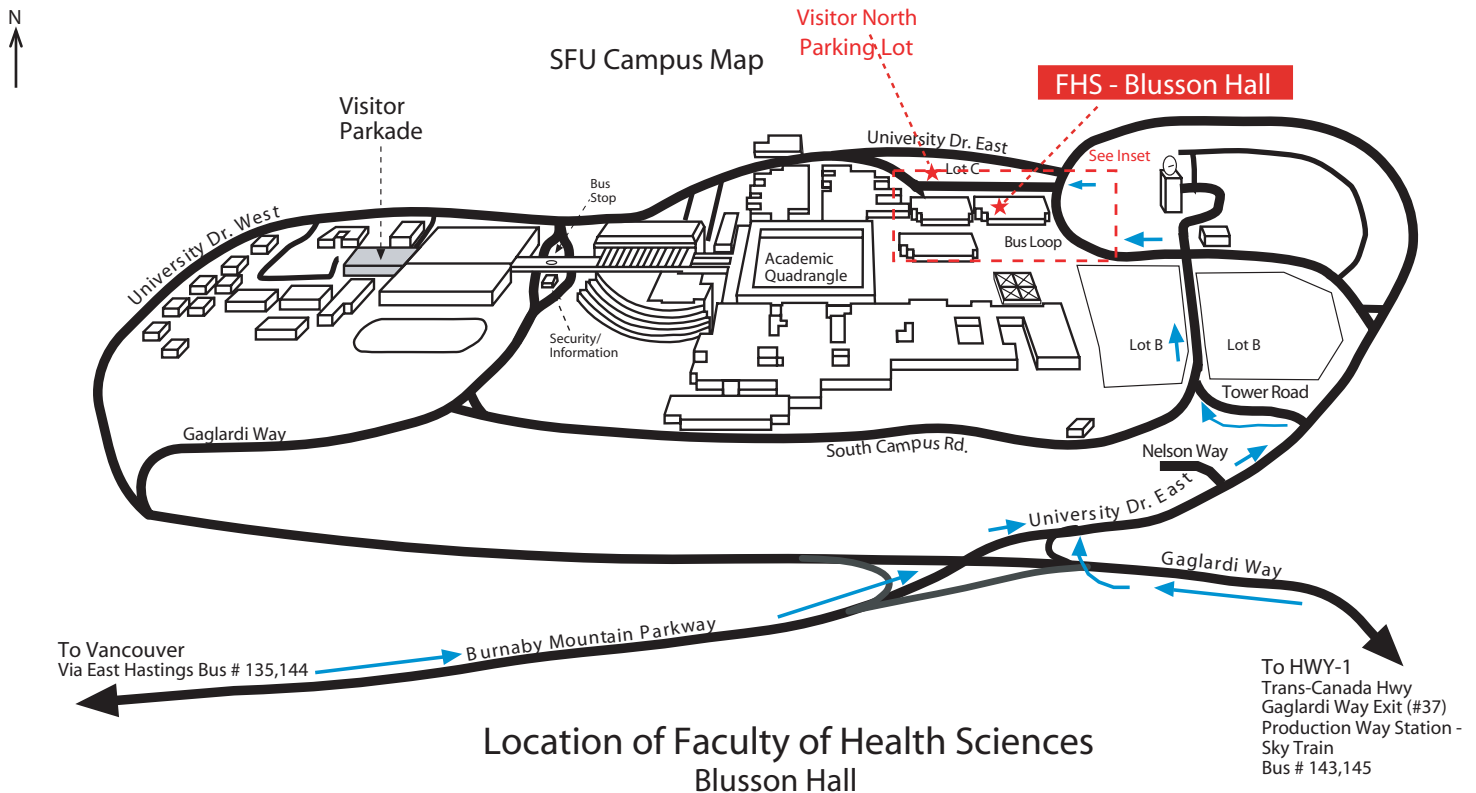 N
SFU Campus Map
Visitor North
Parking Lot
FHS - Blusson Hall
Visitor
Parkade
University Dr. East
See Inset
Lot C
Bus
Stop
University Dr. West
Bus Loop
Academic
Quadrangle
Security/
Information
Lot B
Lot B
Tower Road
Gaglardi Way
South Campus Rd.
Nelson Way
University Dr. East
Gaglardi Way
Burnaby Mountain Parkway
To Vancouver
Via East Hastings Bus # 135,144
To HWY-1
Trans-Canada Hwy
Gaglardi Way Exit (#37)
Production Way Station -
Sky Train
Bus # 143,145
Location of Faculty of Health Sciences
Blusson Hall